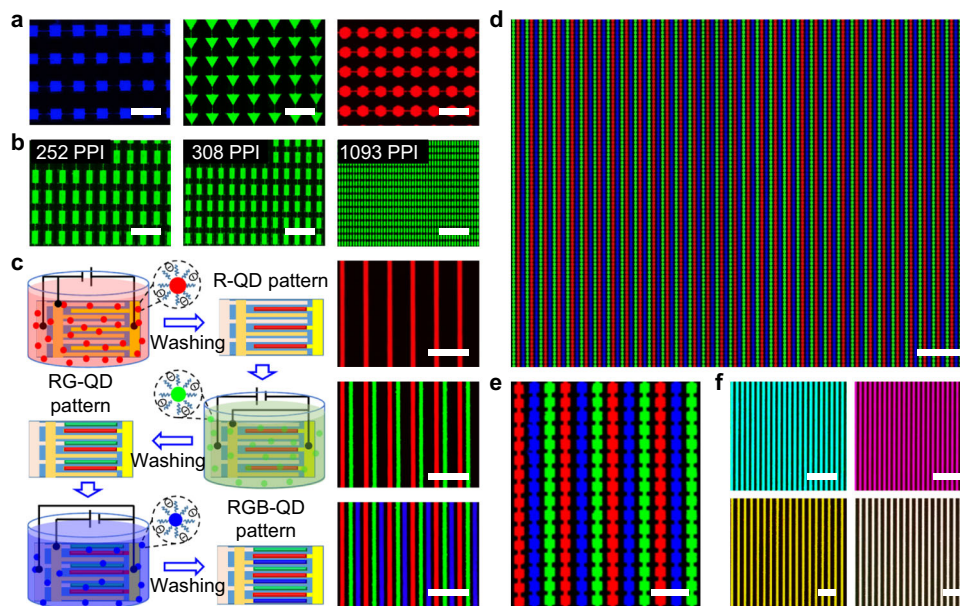 a
b
252 PPI
308 PPI
1093 PPI
c
R-QD pattern
Washing
RG-QD
pattern
Washing
RGB-QD
pattern
Washing
d
e
f